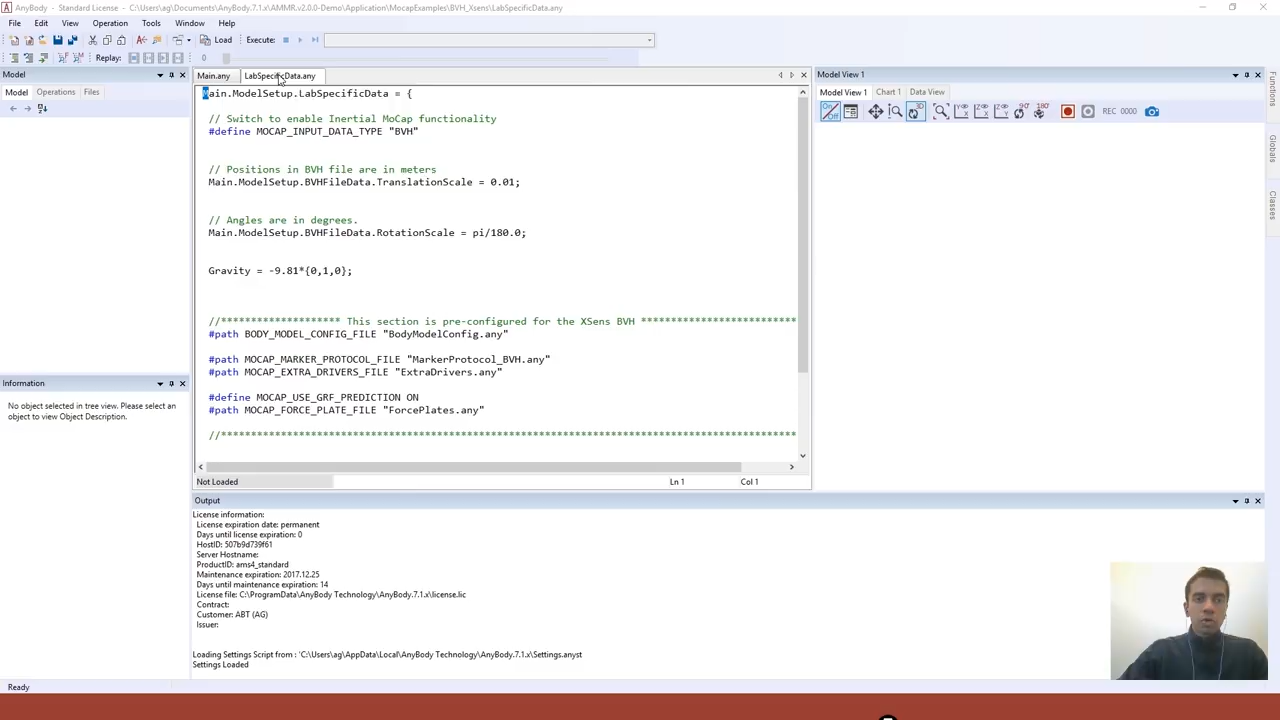 AnyBody - Standard License - C:\Users\ag\Documents\AnyBody.7.1.x\AMMR.v2.0.0-Demo\Application\MocapExamples\BVH_Xsens\LabSpecificData.any
File Edit View Operation Tools Window Help
Load Execute:
Replay: 0
Model
Main.any LabSpecificData.any
Model View 1
Model Operations Files
Model View 1 Chart 1 Data View
REC 0000
Functions
Globals
Classes
Main.ModelSetup.LabSpecificData = {
// Switch to enable Inertial MoCap functionality
#define MOCAP_INPUT_DATA_TYPE "BVH"
// Positions in BVH file are in meters
Main.ModelSetup.BVHFileData.TranslationScale = 0.01;
// Angles are in degrees.
Main.ModelSetup.BVHFileData.RotationScale = pi/180.0;
Gravity = -9.81*{0,1,0};
//******************** This section is pre-configured for the XSens BVH **************************
#path BODY_MODEL_CONFIG_FILE "BodyModelConfig.any"
#path MOCAP_MARKER_PROTOCOL_FILE "MarkerProtocol_BVH.any"
#path MOCAP_EXTRA_DRIVERS_FILE "ExtraDrivers.any"
#define MOCAP_USE_GRF_PREDICTION ON
#path MOCAP_FORCE_PLATE_FILE "ForcePlates.any"
//************************************************************************************************
Information
No object selected in tree view. Please select an
object to view Object Description.
Not Loaded Ln 1 Col 1
Output
License information:
License expiration date: permanent
Days until license expiration: 0
HostID: 507b9d739f61
Server Hostname:
ProductID: ams4_standard
Maintenance expiration: 2017.12.25
Days until maintenance expiration: 14
License file: C:\ProgramData\AnyBody Technology\AnyBody.7.1.x\license.lic
Contract:
Customer: ABT (AG)
Issuer:
Loading Settings Script from : 'C:\Users\ag\AppData\Local\AnyBody Technology\AnyBody.7.1.x\Settings.anyst
Settings Loaded
Ready